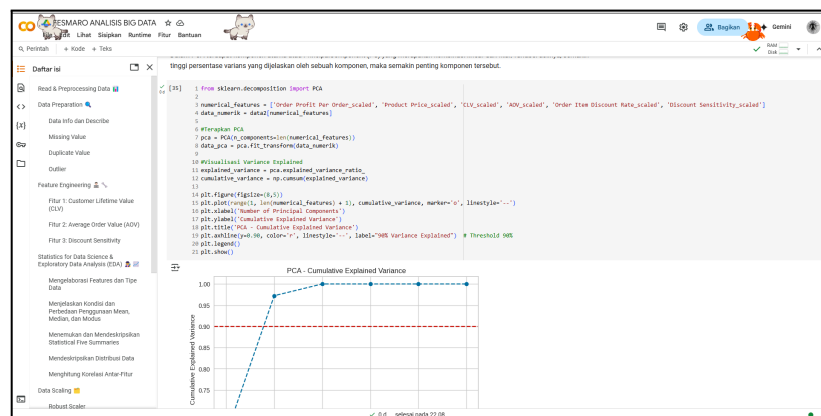 ESMARO ANALISIS BIG DATA
Edit Lihat Sisipkan Runtime Fitur Bantuan
Bagikan
Gemini
Perintah + Kode + Teks
RAM
Disk
Daftar isi
Read & Preprocessing Data
Data Preparation
Data Info dan Describe
Missing Value
Duplicate Value
Outlier
Feature Engineering
Fitur 1: Customer Lifetime Value
(CLV)
Fitur 2: Average Order Value (AOV)
Fitur 3: Discount Sensitivity
Statistics for Data Science &
Exploratory Data Analysis (EDA)
Mengelaborasi Features dan Tipe
Data
Menjelaskan Kondisi dan
Perbedaan Penggunaan Mean,
Median, dan Modus
Menemukan dan Mendeskripsikan
Statistical Five Summaries
Mendeskripsikan Distribusi Data
Menghitung Korelasi Antar-Fitur
Data Scaling
Robust Scaler
tinggi persentase varians yang dijelaskan oleh sebuah komponen, maka semakin penting komponen tersebut.
[35]
0 d
1 from sklearn.decomposition import PCA
2
3 numerical_features = ['Order Profit Per Order_scaled', 'Product Price_scaled', 'CLV_scaled', 'AOV_scaled', 'Order Item Discount Rate_scaled', 'Discount Sensitivity_scaled']
4 data_numerik = data2[numerical_features]
5
6 #Terapkan PCA
7 pca = PCA(n_components=len(numerical_features))
8 data_pca = pca.fit_transform(data_numerik)
9
10 #Visualisasi Variance Explained
11 explained_variance = pca.explained_variance_ratio_
12 cumulative_variance = np.cumsum(explained_variance)
13
14 plt.figure(figsize=(8,5))
15 plt.plot(range(1, len(numerical_features) + 1), cumulative_variance, marker='o', linestyle='--')
16 plt.xlabel('Number of Principal Components')
17 plt.ylabel('Cumulative Explained Variance')
18 plt.title('PCA - Cumulative Explained Variance')
19 plt.axhline(y=0.90, color='r', linestyle='--', label="90% Variance Explained") # Threshold 90%
20 plt.legend()
21 plt.show()
PCA - Cumulative Explained Variance
1.00
0.95
0.90
0.85
0.80
0.75
Cumulative Explained Variance
0 d selesai pada 22.08